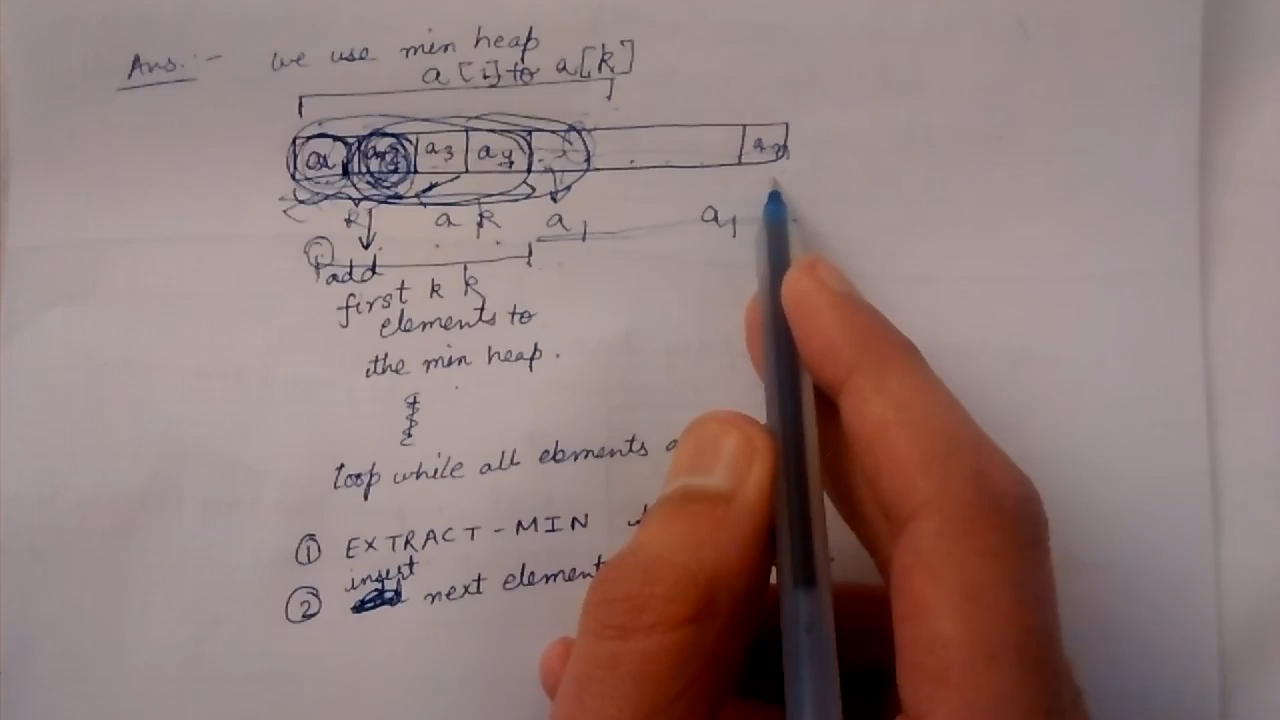 Ans. :- we use min heap
a[i] to a[k]
a1 a2 a3 a4 an
k a k a1 a1
① add
first k k
elements to
the min heap.
loop while all elements
① EXTRACT-MIN
insert
② next element